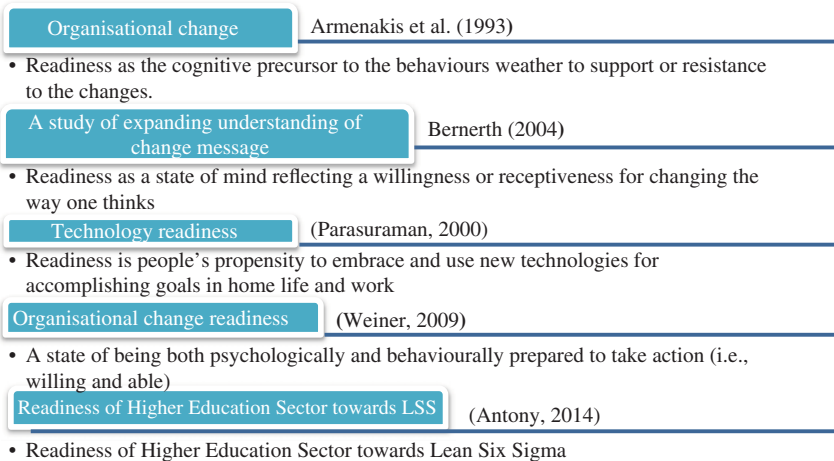 Organisational change Armenakis et al. (1993)
• Readiness as the cognitive precursor to the behaviours weather to support or resistance
to the changes.
A study of expanding understanding of
change message
Bernerth (2004)
• Readiness as a state of mind reflecting a willingness or receptiveness for changing the
way one thinks
Technology readiness (Parasuraman, 2000)
• Readiness is people’s propensity to embrace and use new technologies for
accomplishing goals in home life and work
Organisational change readiness (Weiner, 2009)
• A state of being both psychologically and behaviourally prepared to take action (i.e.,
willing and able)
Readiness of Higher Education Sector towards LSS (Antony, 2014)
• Readiness of Higher Education Sector towards Lean Six Sigma